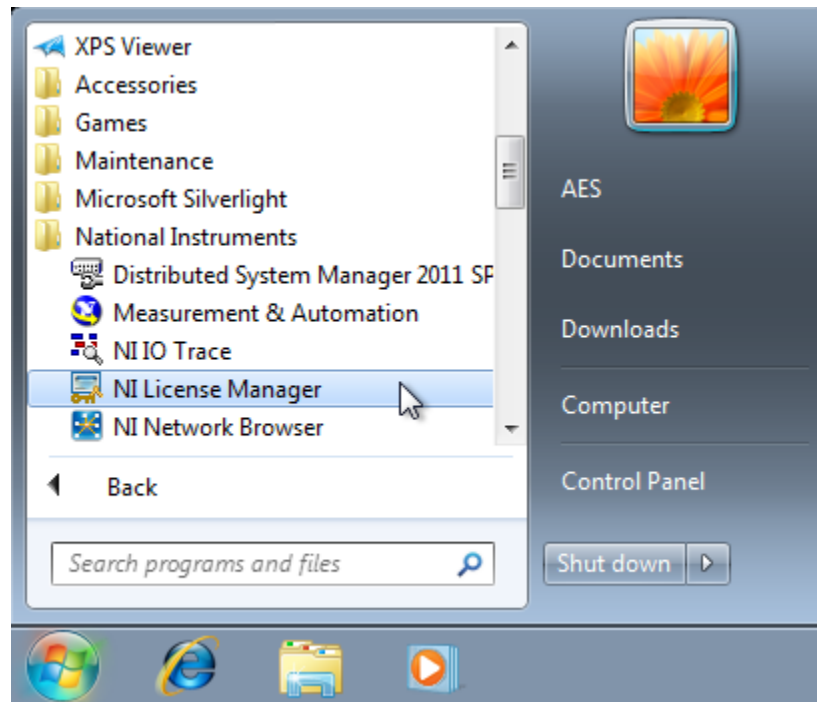 XPS Viewer
Accessories
Games
Maintenance
Microsoft Silverlight
National Instruments
Distributed System Manager 2011 SP
Measurement & Automation
NI IO Trace
NI License Manager
NI Network Browser
Back
Search programs and files
AES
Documents
Downloads
Computer
Control Panel
Shut down